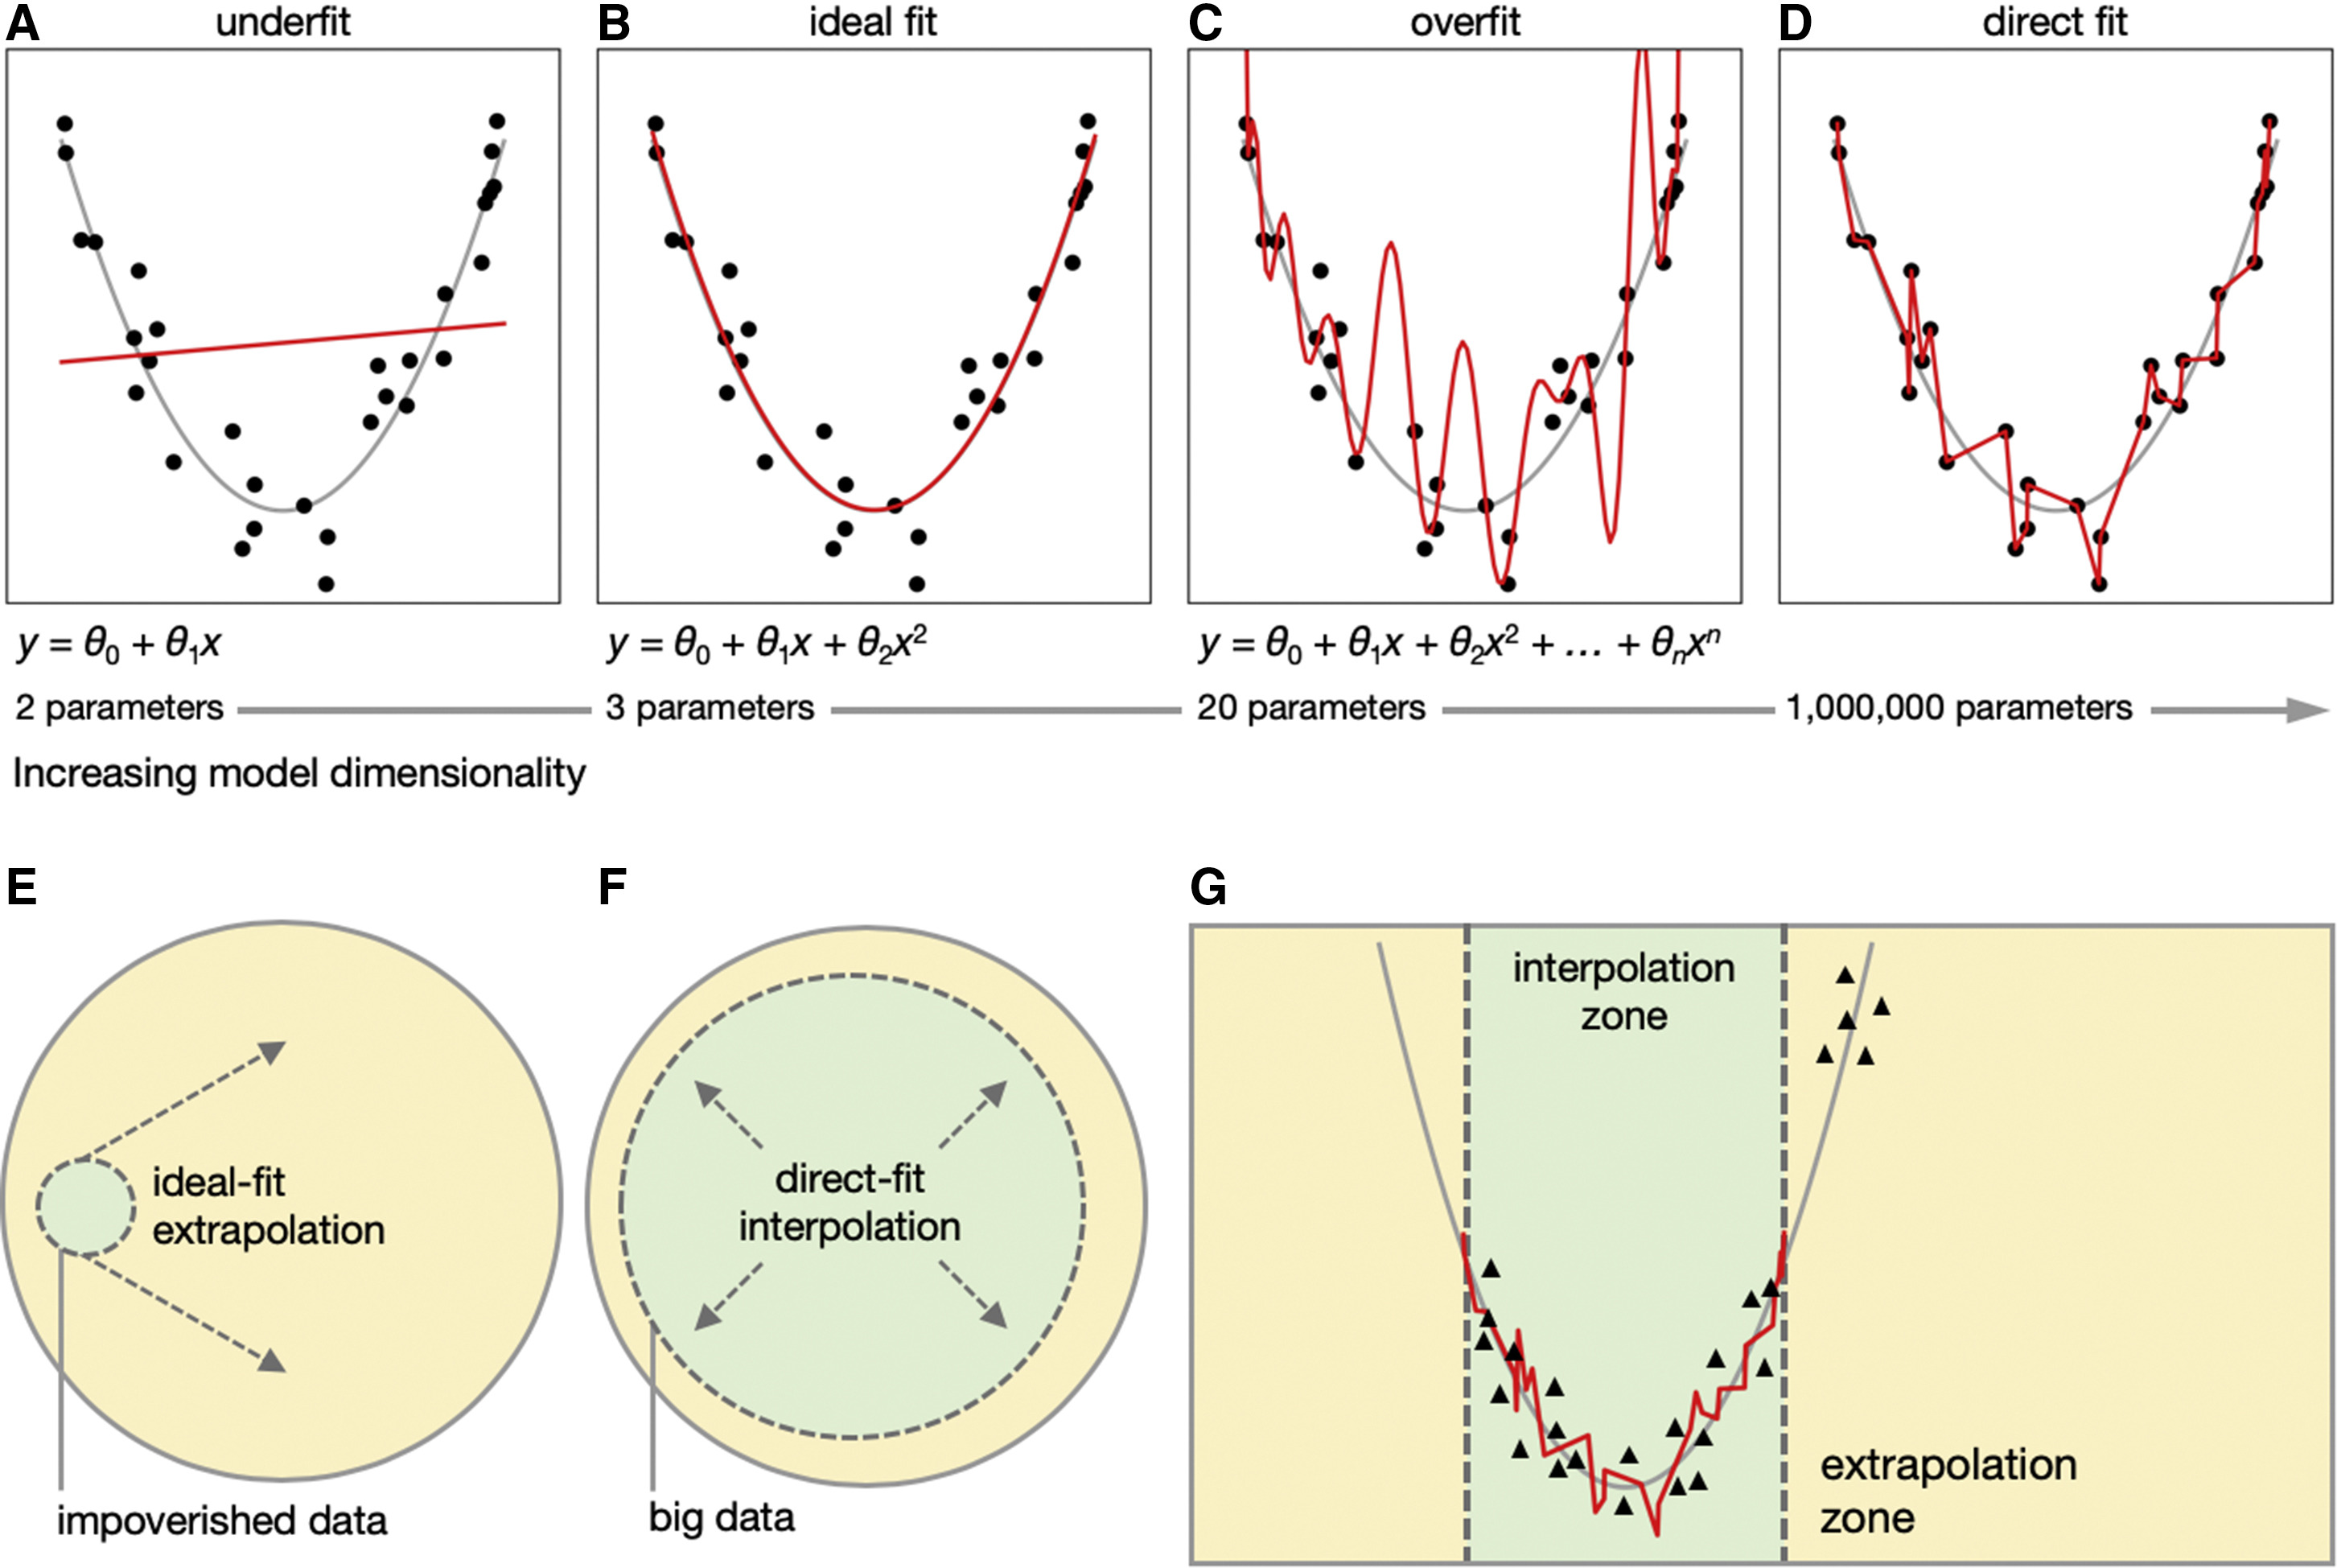 A underfit
B ideal fit
C overfit
D direct fit
y = θ₀ + θ₁x
y = θ₀ + θ₁x + θ₂x²
y = θ₀ + θ₁x + θ₂x² + … + θₙxⁿ
2 parameters
3 parameters
20 parameters
1,000,000 parameters
Increasing model dimensionality
E
ideal-fit
extrapolation
impoverished data
F
direct-fit
interpolation
big data
G
interpolation
zone
extrapolation
zone